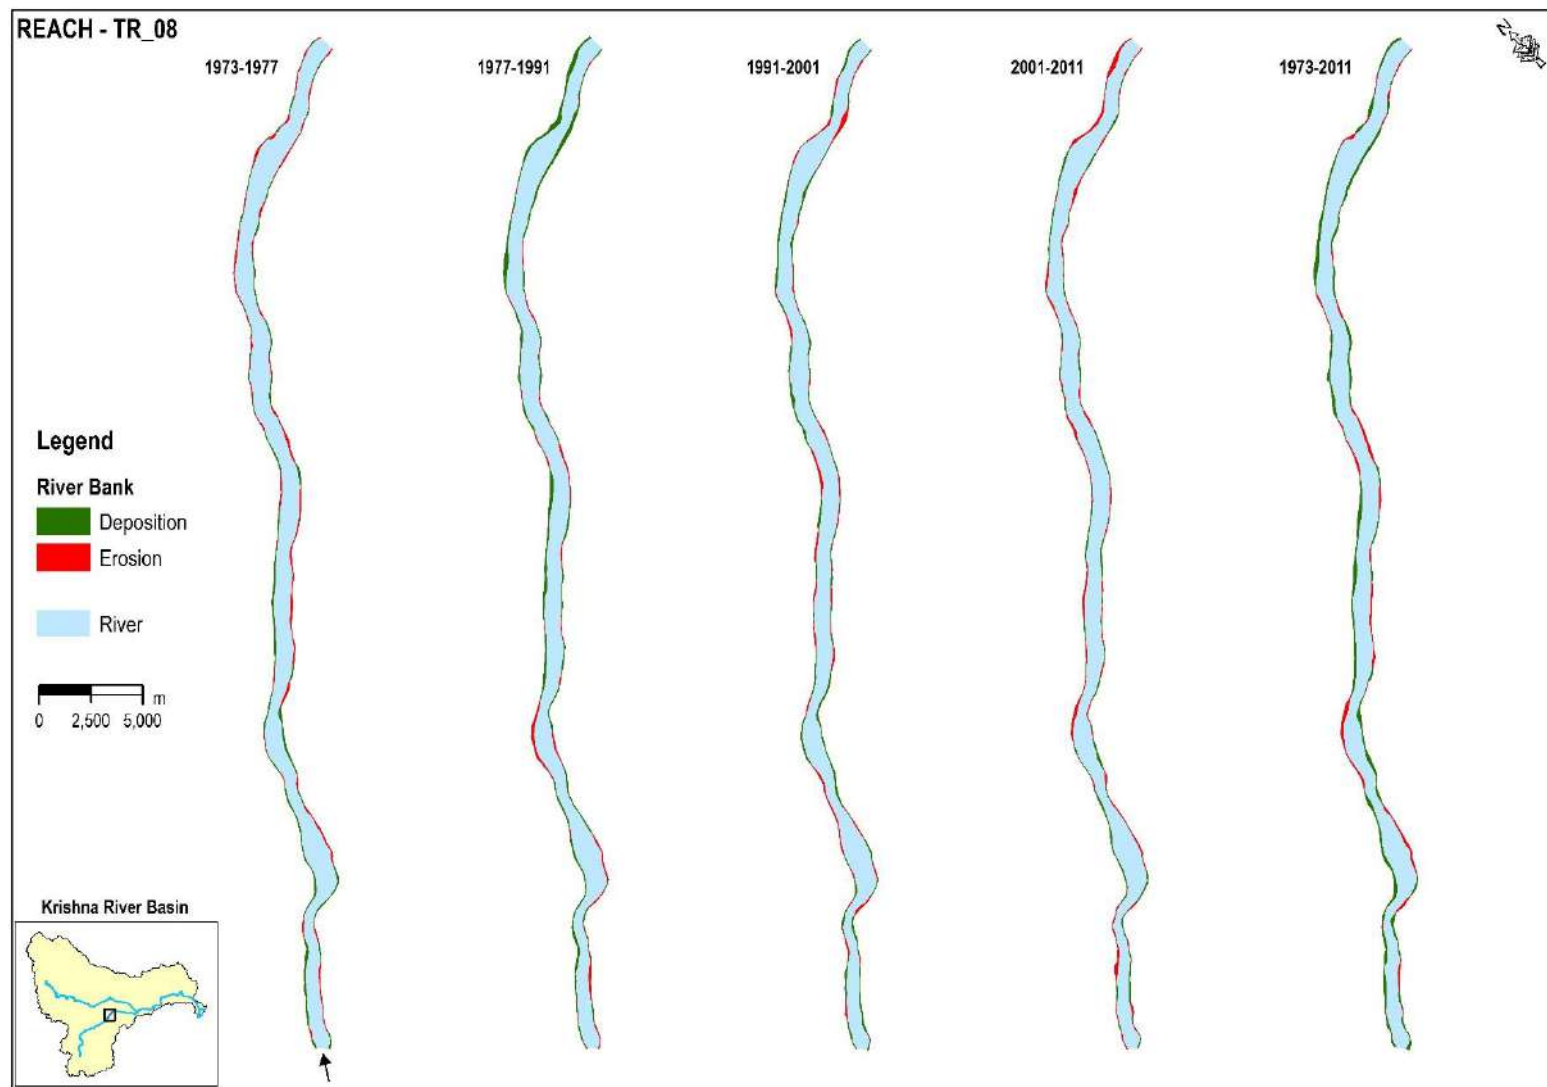 REACH - TR_08
1973-1977
1977-1991
1991-2001
2001-2011
1973-2011
N
Legend
River Bank
Deposition
Erosion
River
m
0 2,500 5,000
Krishna River Basin